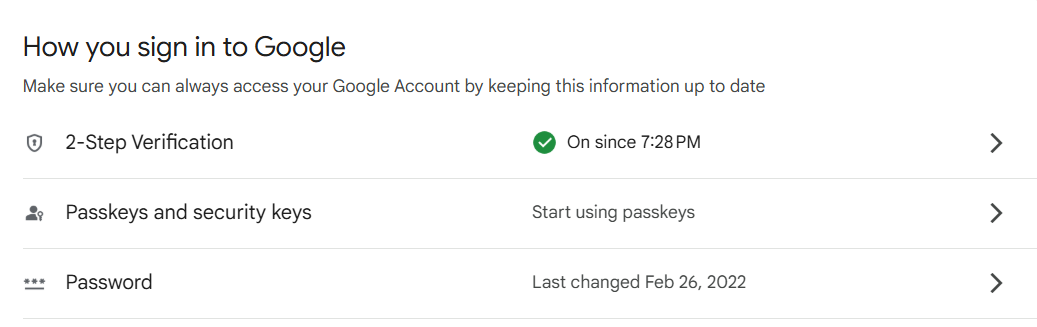 How you sign in to Google
Make sure you can always access your Google Account by keeping this information up to date
2-Step Verification
On since 7:28 PM
Passkeys and security keys
Start using passkeys
Password
Last changed Feb 26, 2022